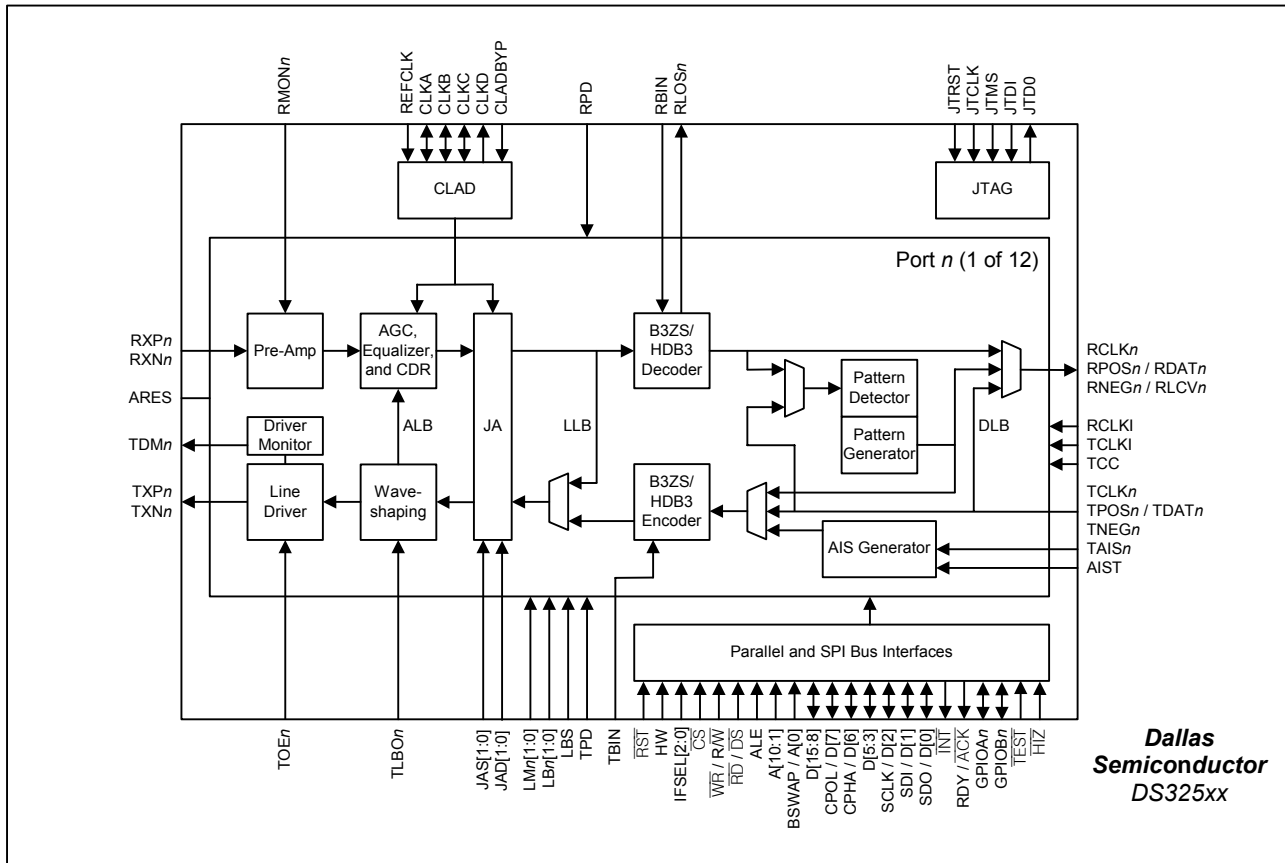 RMONn
REFCLK
CLKA
CLKB
CLKC
CLKD
CLADBYP
RPD
RBIN
RLOSn
JTRST
JTCLK
JTMS
JTDI
JTD0
CLAD
JTAG
Port n (1 of 12)
RXPn
RXNn
ARES
TDMn
TXPn
TXNn
Pre-Amp
AGC,
Equalizer,
and CDR
JA
B3ZS/
HDB3
Decoder
Pattern
Detector
Pattern
Generator
Driver
Monitor
ALB
LLB
DLB
Line
Driver
Wave-
shaping
B3ZS/
HDB3
Encoder
AIS Generator
RCLKn
RPOSn / RDATn
RNEGn / RLCVn
RCLKI
TCLKI
TCC
TCLKn
TPOSn / TDATn
TNEGn
TAISn
AIST
Parallel and SPI Bus Interfaces
TOEn
TLBOn
JAS[1:0]
JAD[1:0]
LMn[1:0]
LBn[1:0]
LBS
TPD
TBIN
RST
HW
IFSEL[2:0]
CS
WR / R/W
RD / DS
ALE
A[10:1]
BSWAP / A[0]
D[15:8]
CPOL / D[7]
CPHA / D[6]
D[5:3]
SCLK / D[2]
SDI / D[1]
SDO / D[0]
INT
RDY / ACK
GPIOAn
GPIOBn
TEST
HIZ
Dallas
Semiconductor
DS325xx